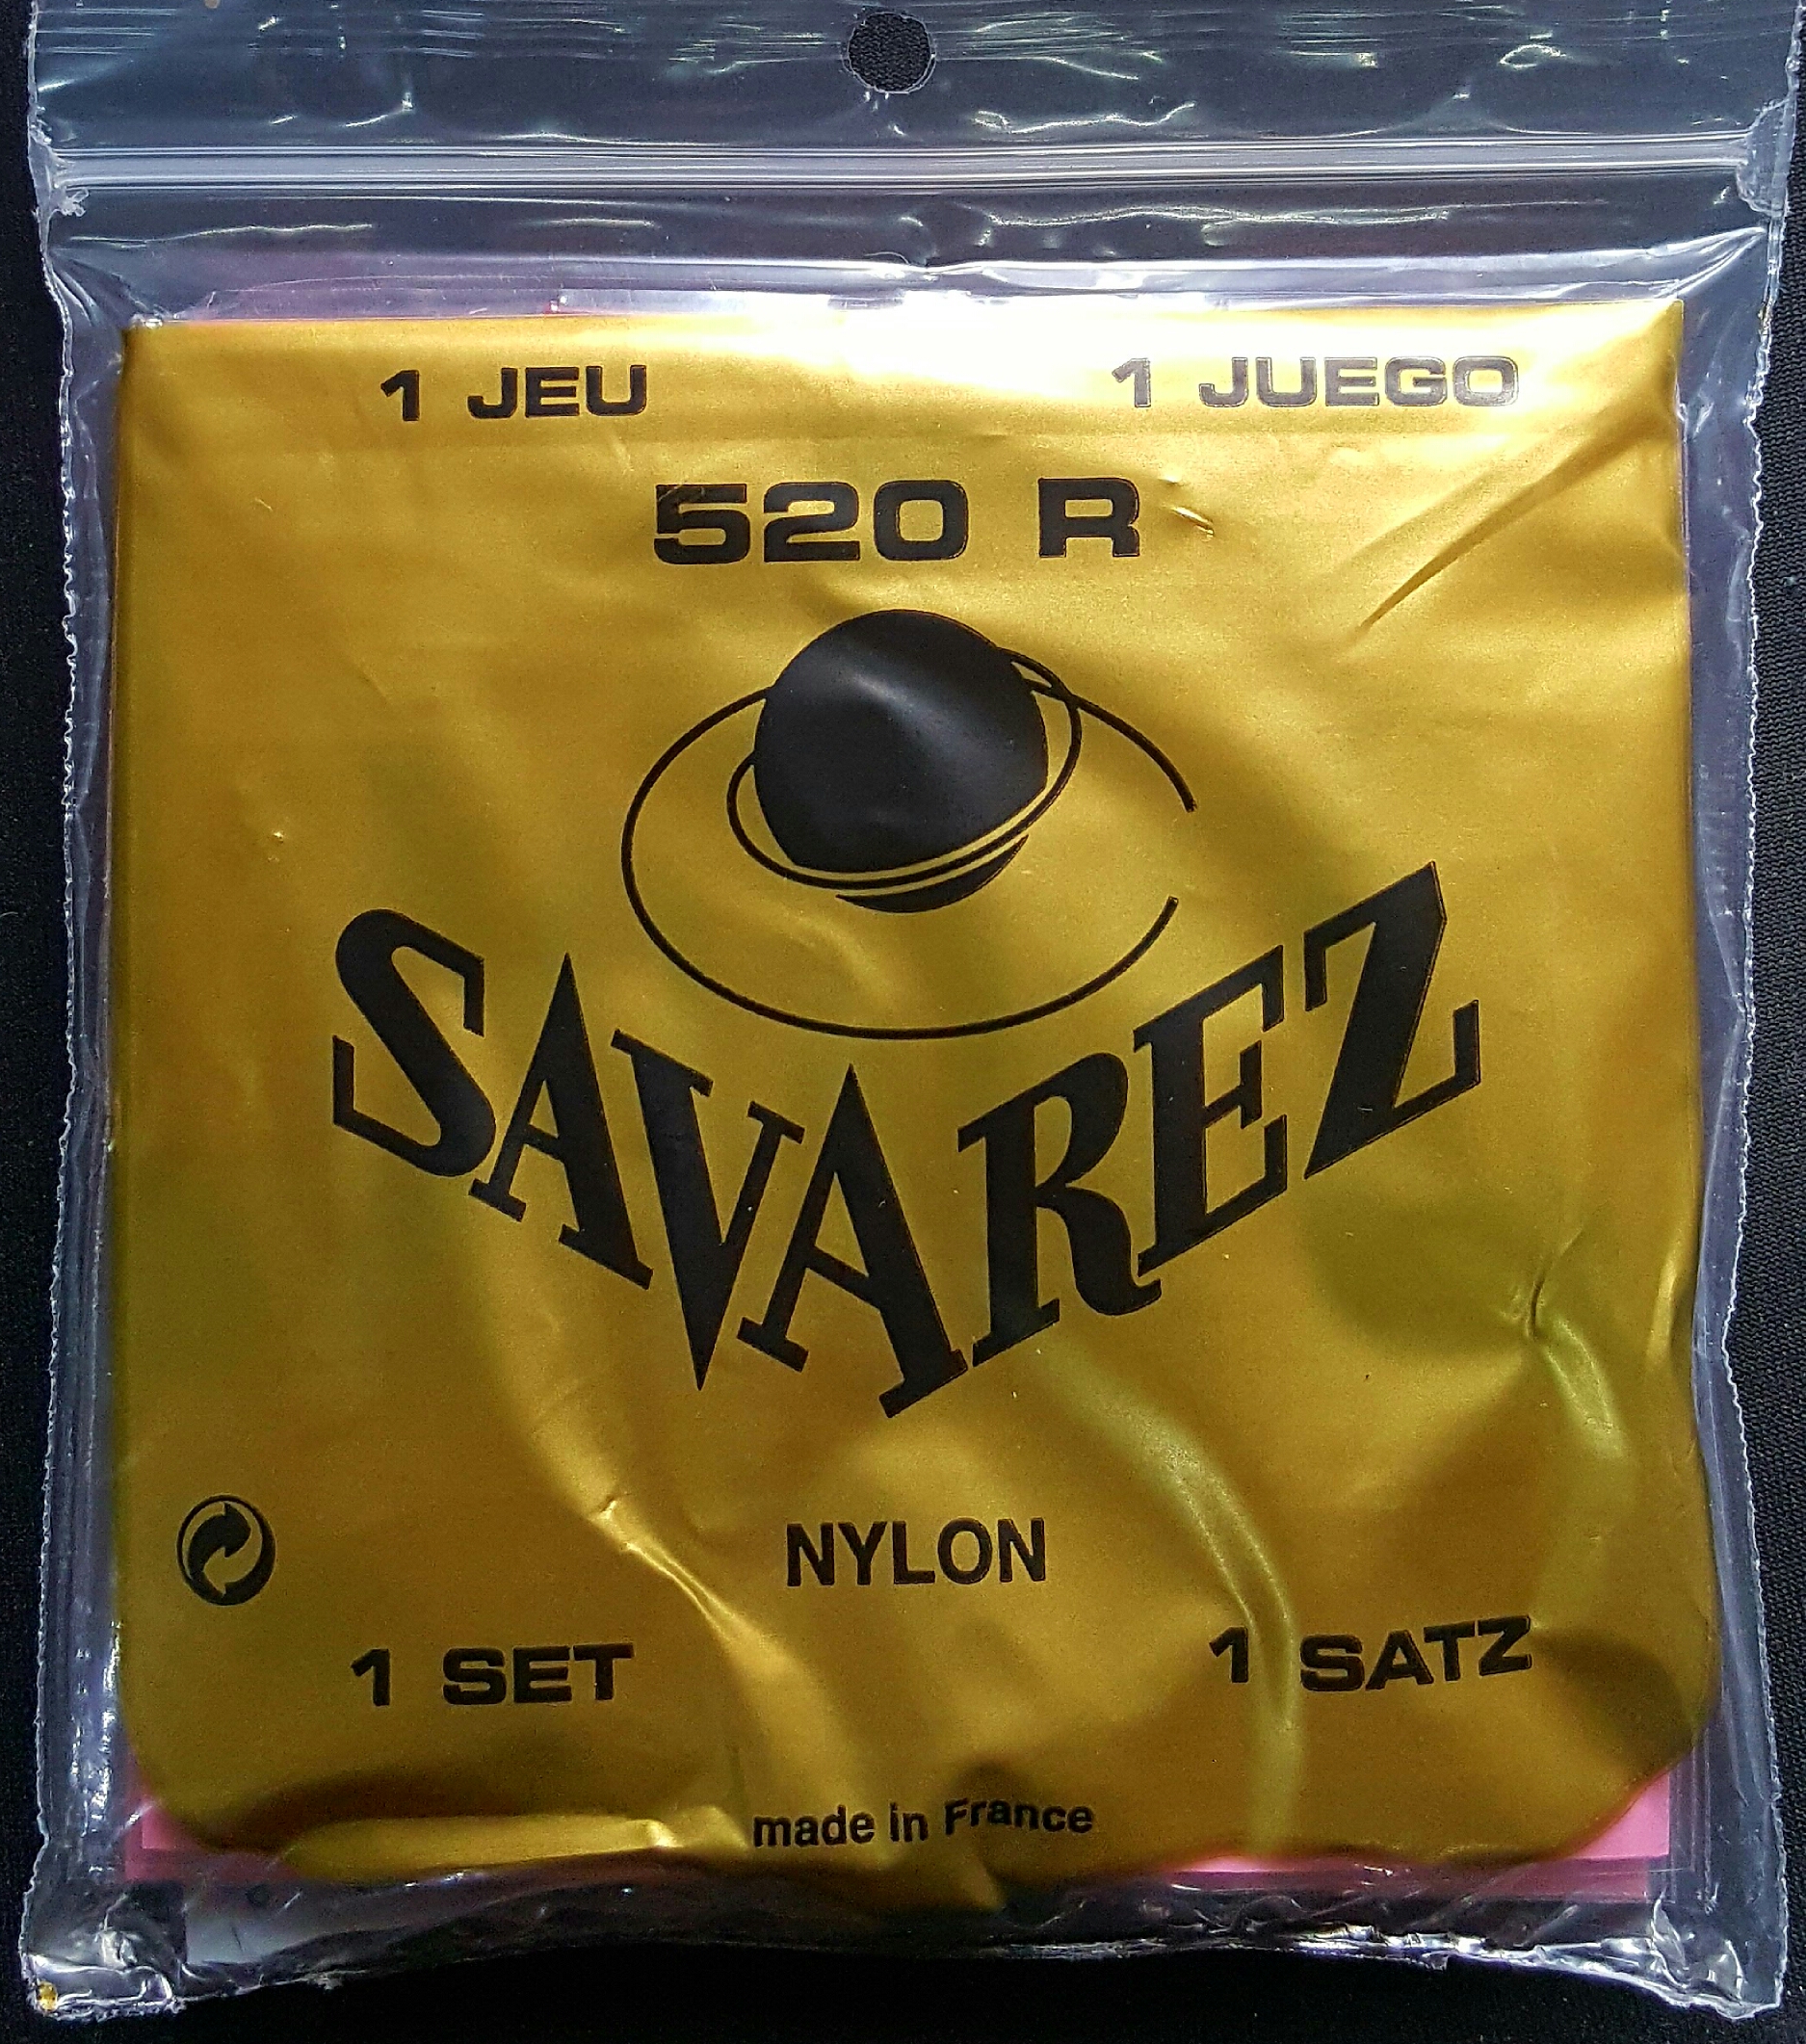 1 JEU 1 JUEGO
520 R
SAVAREZ
NYLON
1 SET 1 SATZ
made in France